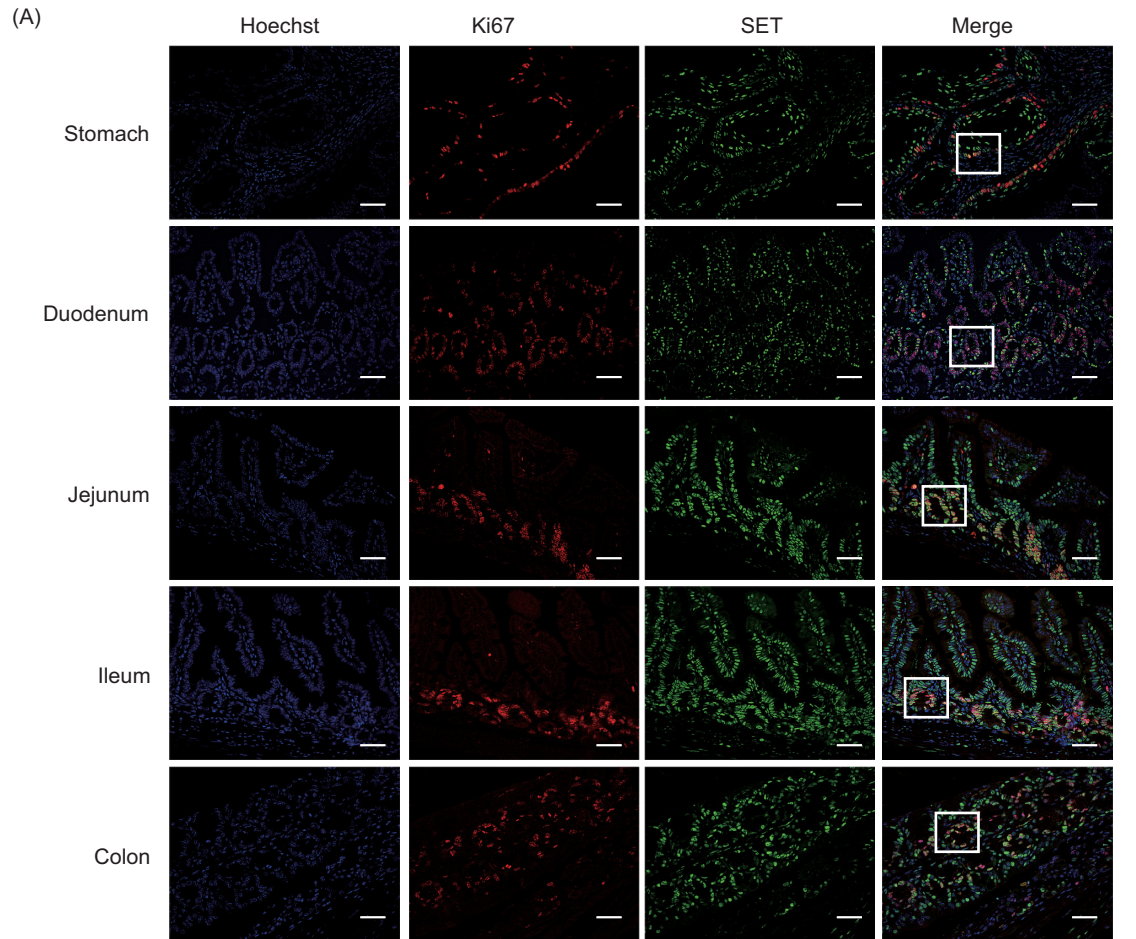 (A)
Hoechst Ki67 SET Merge
Stomach
Duodenum
Jejunum
Ileum
Colon